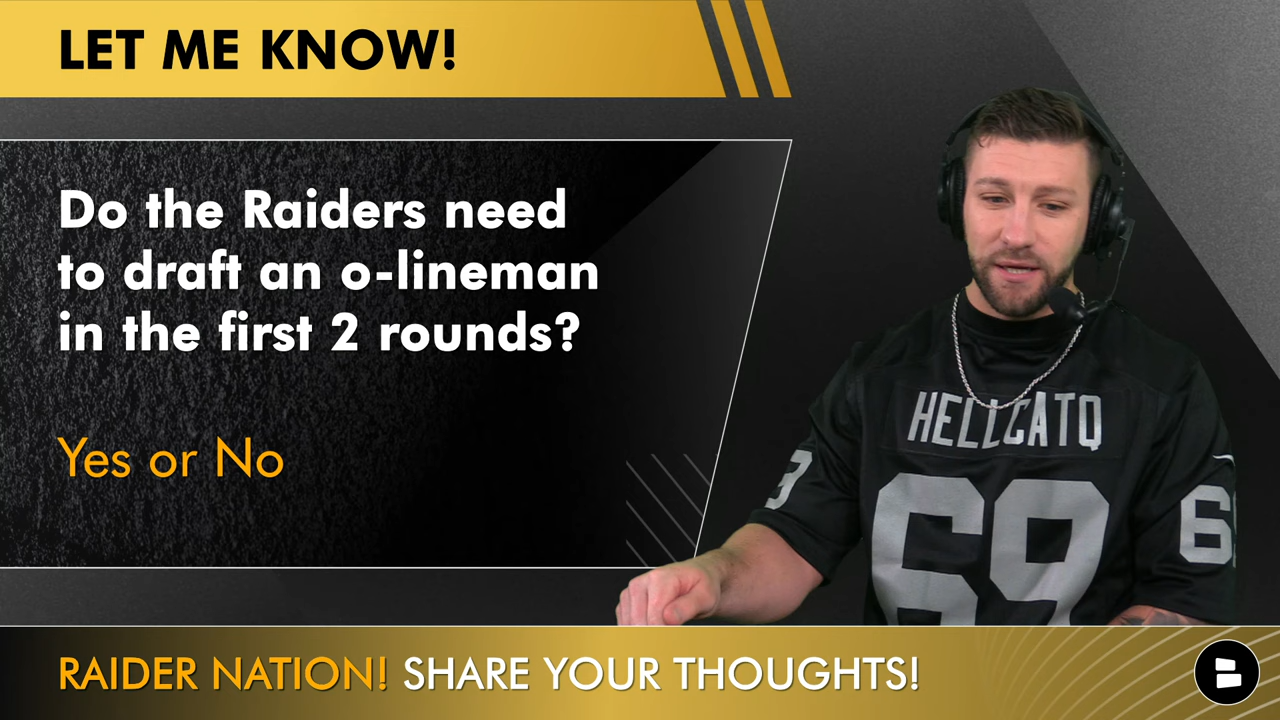 LET ME KNOW!
Do the Raiders need
to draft an o-lineman
in the first 2 rounds?
Yes or No
HELLCATQ
69
RAIDER NATION! SHARE YOUR THOUGHTS!